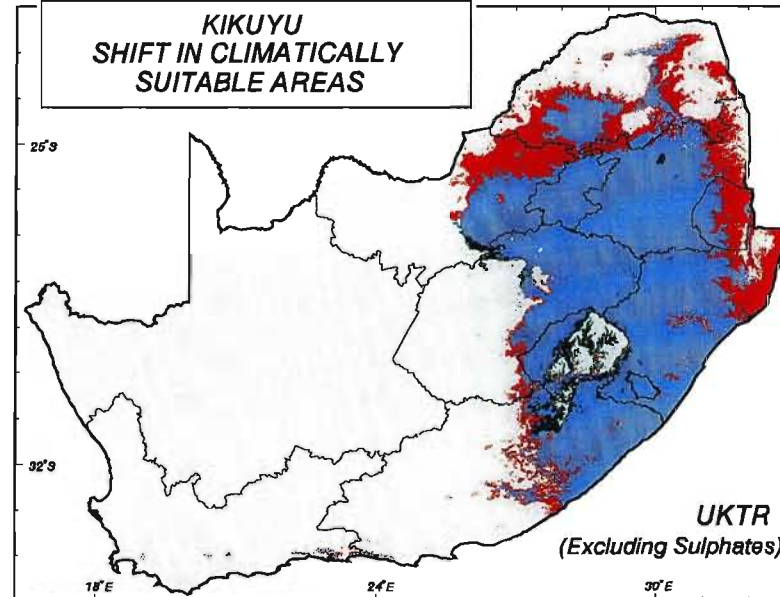 KIKUYU
SHIFT IN CLIMATICALLY
SUITABLE AREAS
25°S
32°S
UKTR
(Excluding Sulphates)
18°E
24°E
30°E